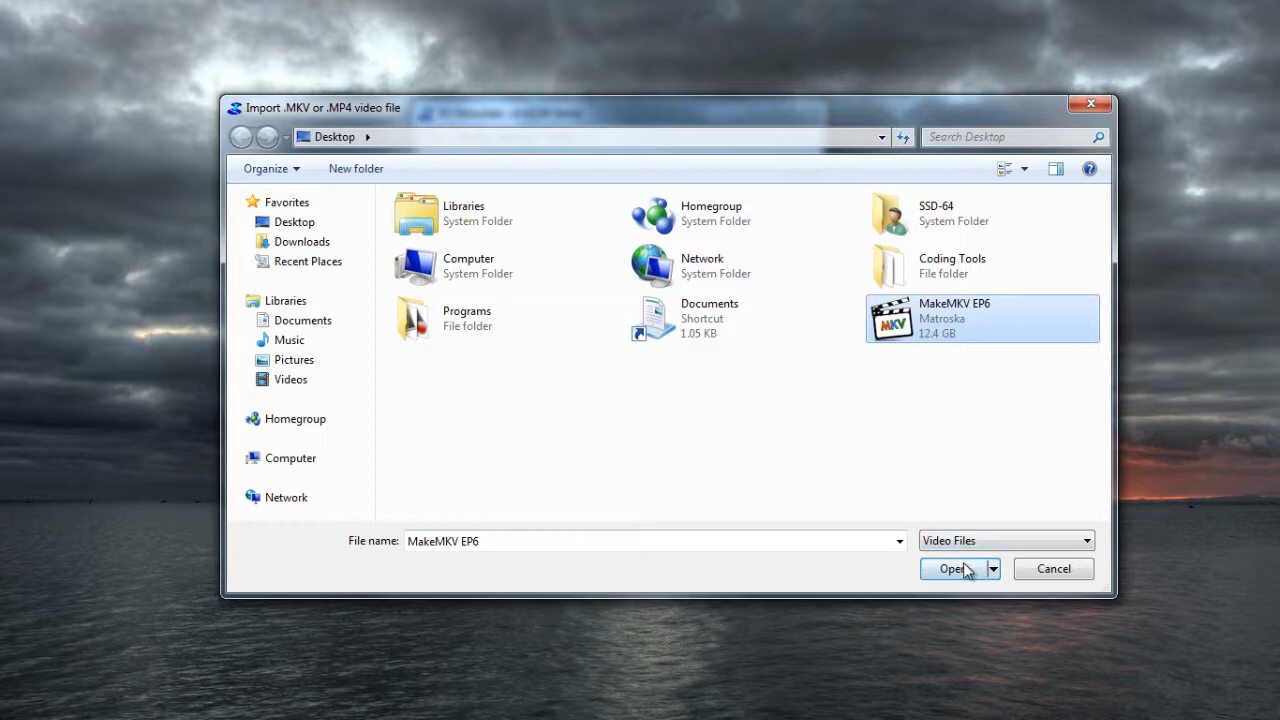 Import .MKV or .MP4 video file
Desktop
Search Desktop
Organize
New folder
Favorites
Desktop
Downloads
Recent Places
Libraries
Documents
Music
Pictures
Videos
Homegroup
Computer
Network
Libraries
System Folder
Homegroup
System Folder
SSD-64
System Folder
Computer
System Folder
Network
System Folder
Coding Tools
File folder
Programs
File folder
Documents
Shortcut
1.05 KB
MKV
MakeMKV EP6
Matroska
12.4 GB
File name:
MakeMKV EP6
Video Files
Open
Cancel